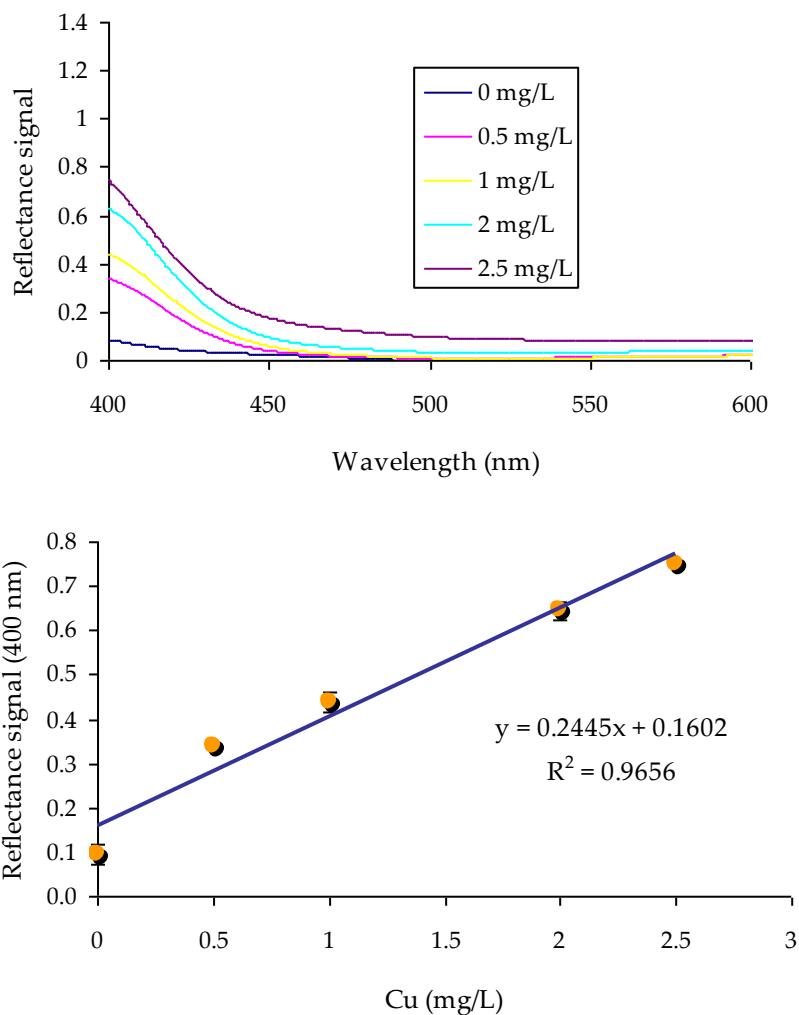 1.4
1.2
1
0.8
0.6
0.4
0.2
0
Reflectance signal
0 mg/L
0.5 mg/L
1 mg/L
2 mg/L
2.5 mg/L
400 450 500 550 600
Wavelength (nm)
0.8
0.7
0.6
0.5
0.4
0.3
0.2
0.1
0.0
Reflectance signal (400 nm)
y = 0.2445x + 0.1602
R² = 0.9656
0 0.5 1 1.5 2 2.5 3
Cu (mg/L)